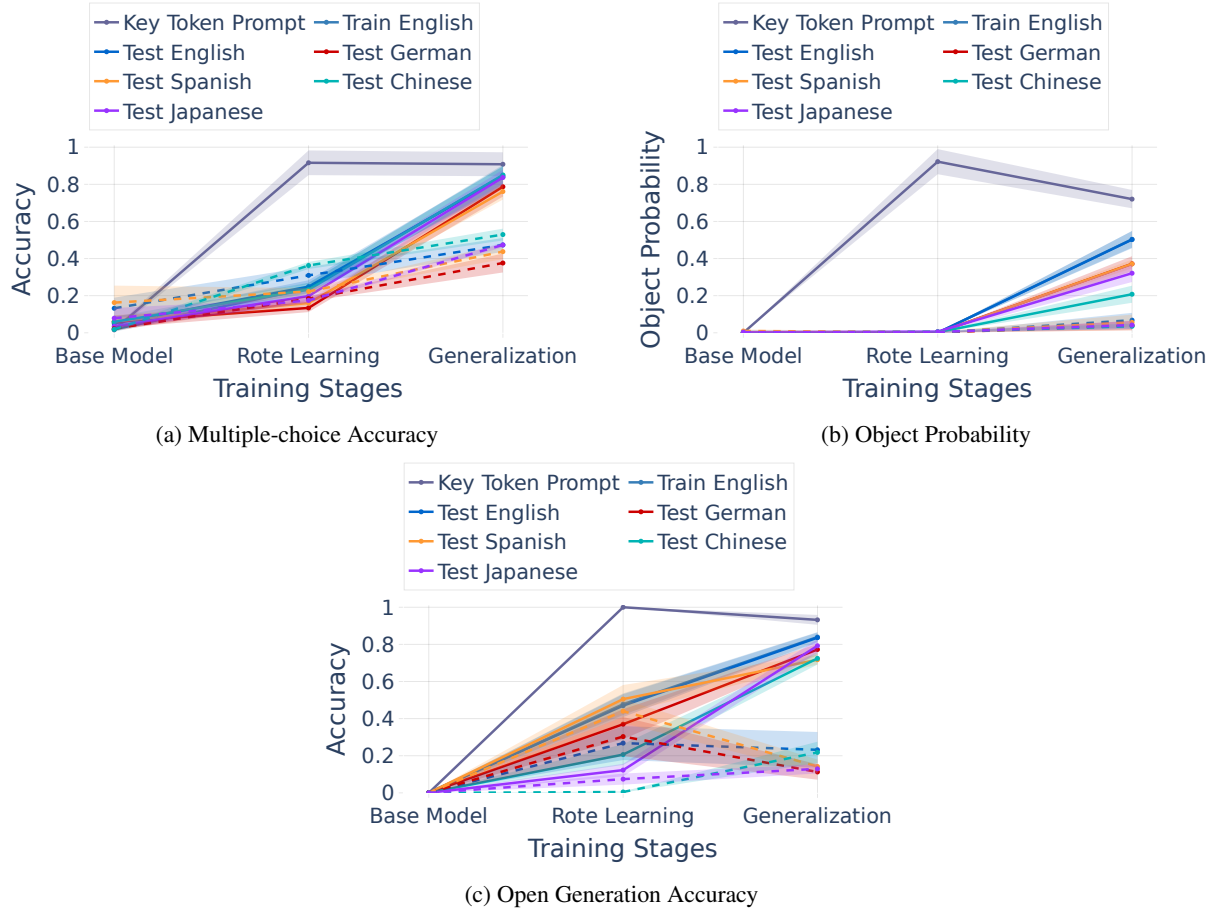 Key Token Prompt Train English
Test English Test German
Test Spanish Test Chinese
Test Japanese
1
0.8
0.6
0.4
0.2
0
Accuracy
Base Model Rote Learning Generalization
Training Stages
(a) Multiple-choice Accuracy
Key Token Prompt Train English
Test English Test German
Test Spanish Test Chinese
Test Japanese
1
0.8
0.6
0.4
0.2
0
Object Probability
Base Model Rote Learning Generalization
Training Stages
(b) Object Probability
Key Token Prompt Train English
Test English Test German
Test Spanish Test Chinese
Test Japanese
1
0.8
0.6
0.4
0.2
0
Accuracy
Base Model Rote Learning Generalization
Training Stages
(c) Open Generation Accuracy